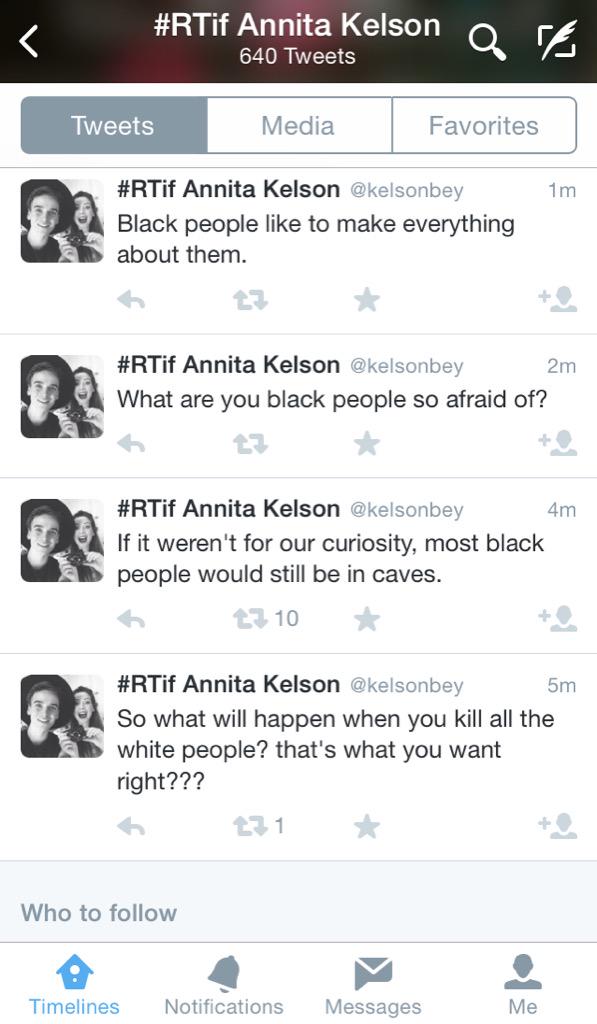 #RTif Annita Kelson
640 Tweets
Tweets Media Favorites
#RTif Annita Kelson @kelsonbey 1m
Black people like to make everything
about them.
#RTif Annita Kelson @kelsonbey 2m
What are you black people so afraid of?
#RTif Annita Kelson @kelsonbey 4m
If it weren't for our curiosity, most black
people would still be in caves.
10
#RTif Annita Kelson @kelsonbey 5m
So what will happen when you kill all the
white people? that's what you want
right???
1
Who to follow
Timelines Notifications Messages Me